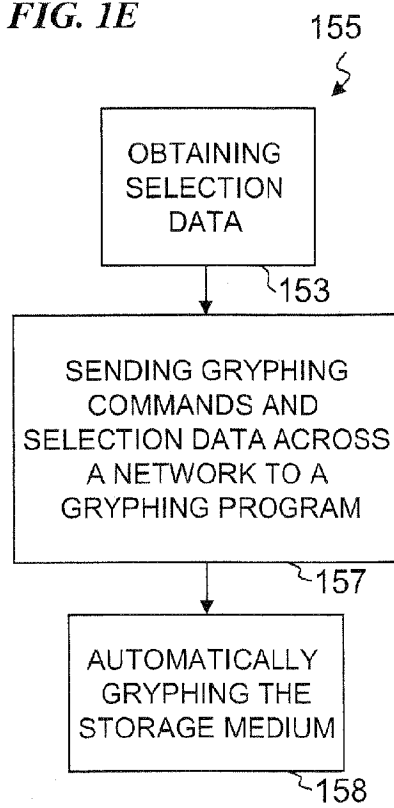 FIG. 1E
155
OBTAINING
SELECTION
DATA
153
SENDING GRYPHING
COMMANDS AND
SELECTION DATA ACROSS
A NETWORK TO A
GRYPHING PROGRAM
157
AUTOMATICALLY
GRYPHING THE
STORAGE MEDIUM
158